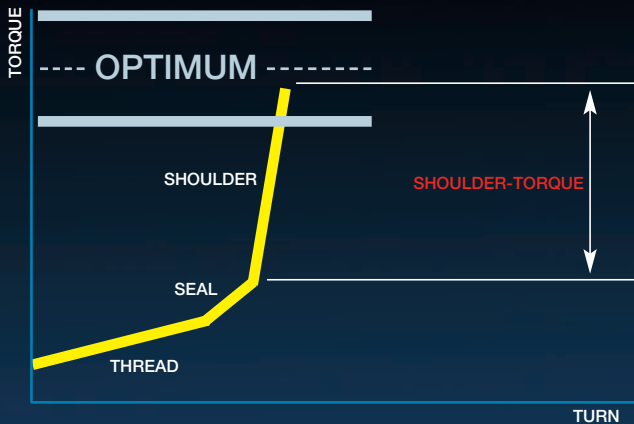 TORQUE
OPTIMUM
SHOULDER
SHOULDER-TORQUE
SEAL
THREAD
TURN